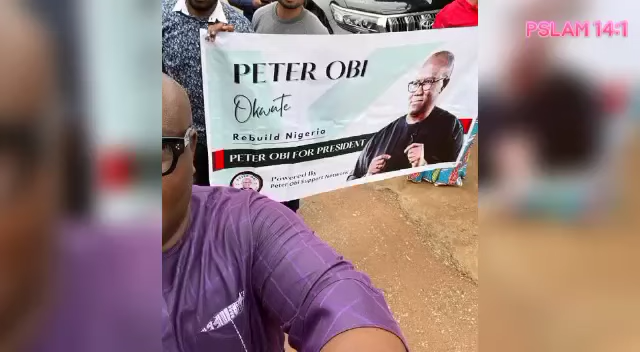 PSLAM 14:1
PETER OBI
Okwute
Rebuild Nigeria
PETER OBI FOR PRESIDENT
Powered By
Peter Obi Support Network